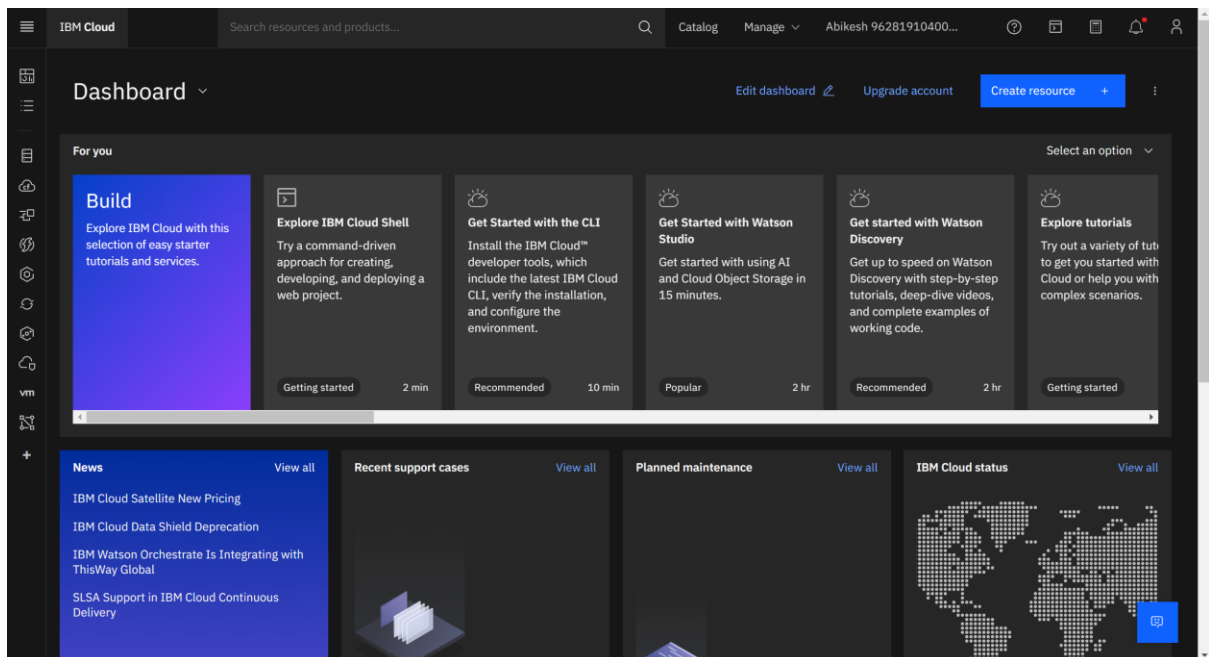 IBM Cloud
Search resources and products...
Catalog
Manage
Abikesh 96281910400...
Dashboard
Edit dashboard
Upgrade account
Create resource +
For you
Select an option
Build
Explore IBM Cloud with this
selection of easy starter
tutorials and services.
Explore IBM Cloud Shell
Try a command-driven
approach for creating,
developing, and deploying a
web project.
Getting started
2 min
Get Started with the CLI
Install the IBM Cloud™
developer tools, which
include the latest IBM Cloud
CLI, verify the installation,
and configure the
environment.
Recommended
10 min
Get Started with Watson
Studio
Get started with using AI
and Cloud Object Storage in
15 minutes.
Popular
2 hr
Get started with Watson
Discovery
Get up to speed on Watson
Discovery with step-by-step
tutorials, deep-dive videos,
and complete examples of
working code.
Recommended
2 hr
Explore tutorials
Try out a variety of tut
to get you started with
Cloud or help you with
complex scenarios.
Getting started
vm
News
View all
IBM Cloud Satellite New Pricing
IBM Cloud Data Shield Deprecation
IBM Watson Orchestrate Is Integrating with
ThisWay Global
SLSA Support in IBM Cloud Continuous
Delivery
Recent support cases
View all
Planned maintenance
View all
IBM Cloud status
View all